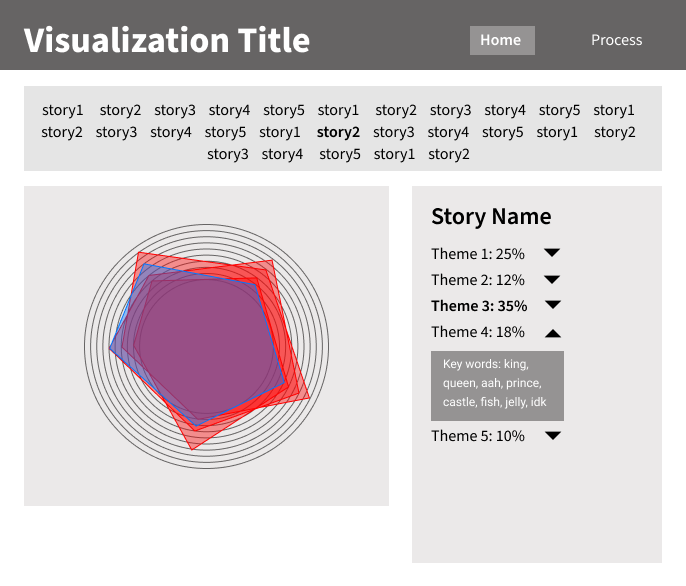 Visualization Title
Home
Process
story1 story2 story3 story4 story5 story1 story2 story3 story4 story5 story1
story2 story3 story4 story5 story1 story2 story3 story4 story5 story1 story2
story3 story4 story5 story1 story2
Story Name
Theme 1: 25%
Theme 2: 12%
Theme 3: 35%
Theme 4: 18%
Key words: king,
queen, aah, prince,
castle, fish, jelly, idk
Theme 5: 10%